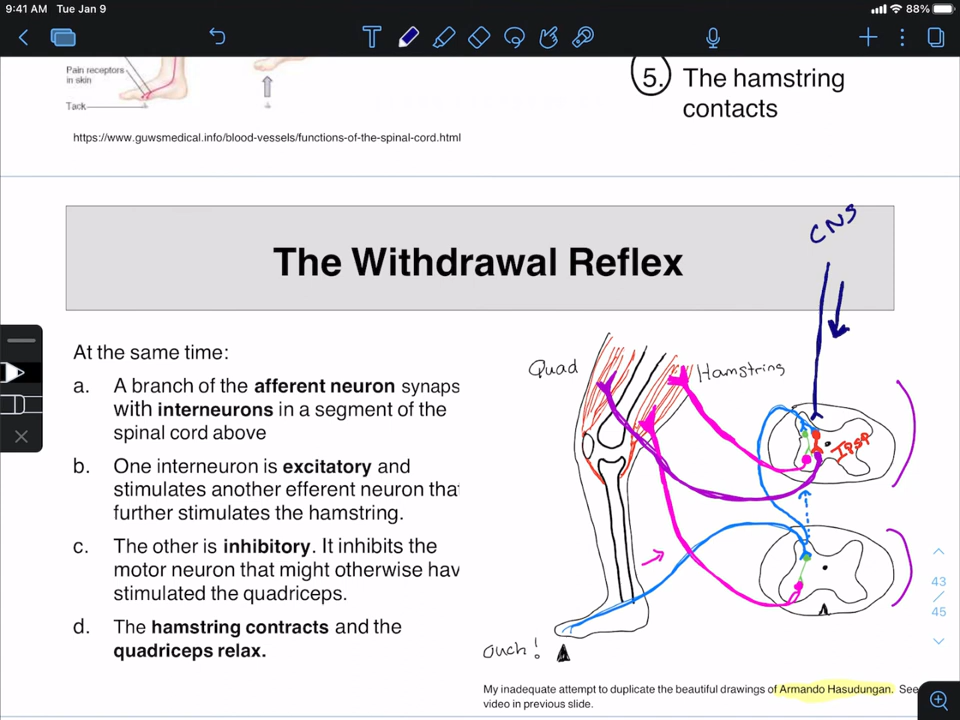 9:41 AM Tue Jan 9
88%
T
Pain receptors
in skin
Tack
https://www.guwsmedical.info/blood-vessels/functions-of-the-spinal-cord.html
5. The hamstring
contacts
The Withdrawal Reflex
CNS
At the same time:
a. A branch of the afferent neuron synaps
with interneurons in a segment of the
spinal cord above
b. One interneuron is excitatory and
stimulates another efferent neuron tha
further stimulates the hamstring.
c. The other is inhibitory. It inhibits the
motor neuron that might otherwise hav
stimulated the quadriceps.
d. The hamstring contracts and the
quadriceps relax.
Quad
Hamstring
IPSP
Ouch!
43
/
45
My inadequate attempt to duplicate the beautiful drawings of Armando Hasudungan. See
video in previous slide.